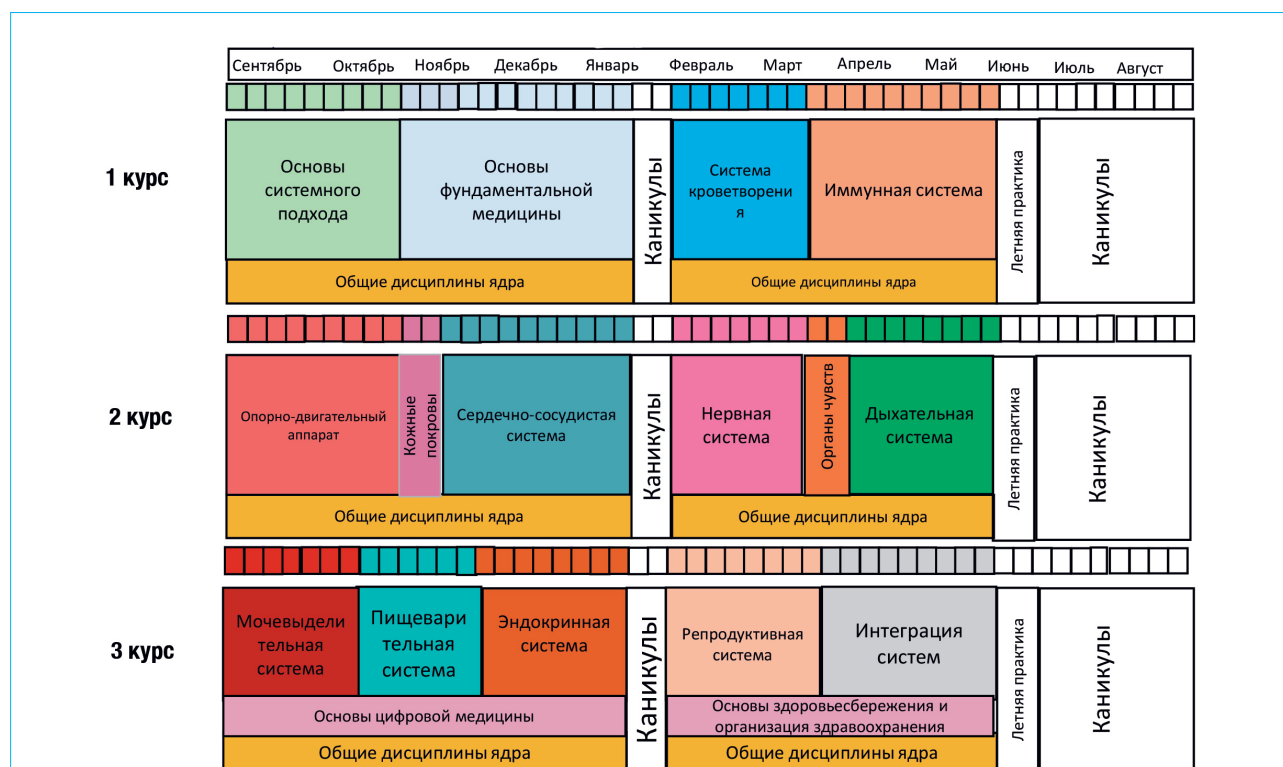 Сентябрь Октябрь Ноябрь Декабрь Январь Февраль Март Апрель Май Июнь Июль Август
1 курс
Основы
системного
подхода
Основы
фундаментальной
медицины
Каникулы
Система
кроветворени
я
Иммунная система
Летняя практика
Каникулы
Общие дисциплины ядра
Общие дисциплины ядра
2 курс
Опорно-двигательный
аппарат
Кожные
покровы
Сердечно-сосудистая
система
Каникулы
Нервная
система
Органы чувств
Дыхательная
система
Летняя практика
Каникулы
Общие дисциплины ядра
Общие дисциплины ядра
3 курс
Мочевыдели
тельная
система
Пищевари
тельная
система
Эндокринная
система
Каникулы
Репродуктивная
система
Интеграция
систем
Летняя практика
Каникулы
Основы цифровой медицины
Основы здоровьесбережения и
организация здравоохранения
Общие дисциплины ядра
Общие дисциплины ядра